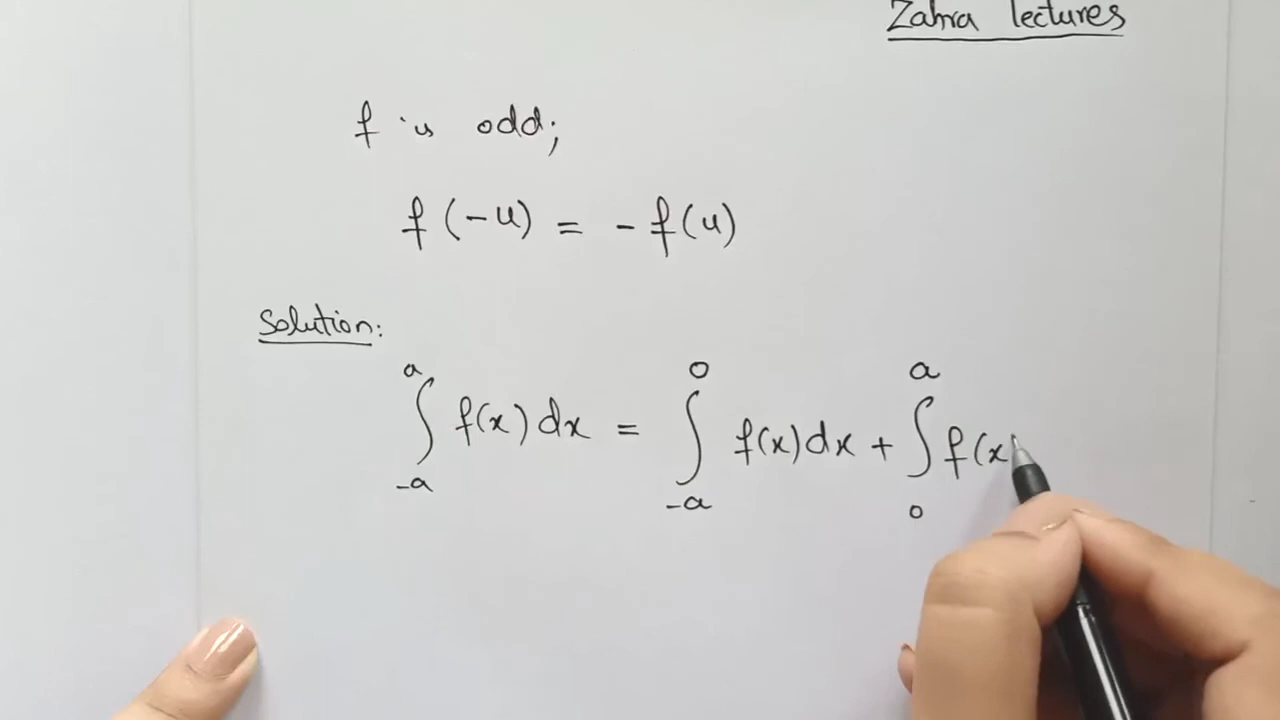 Zahra lectures
f is odd;
f(-u) = -f(u)
Solution:
∫_{-a}^{a} f(x) dx = ∫_{-a}^{0} f(x) dx + ∫_{0}^{a} f(x)